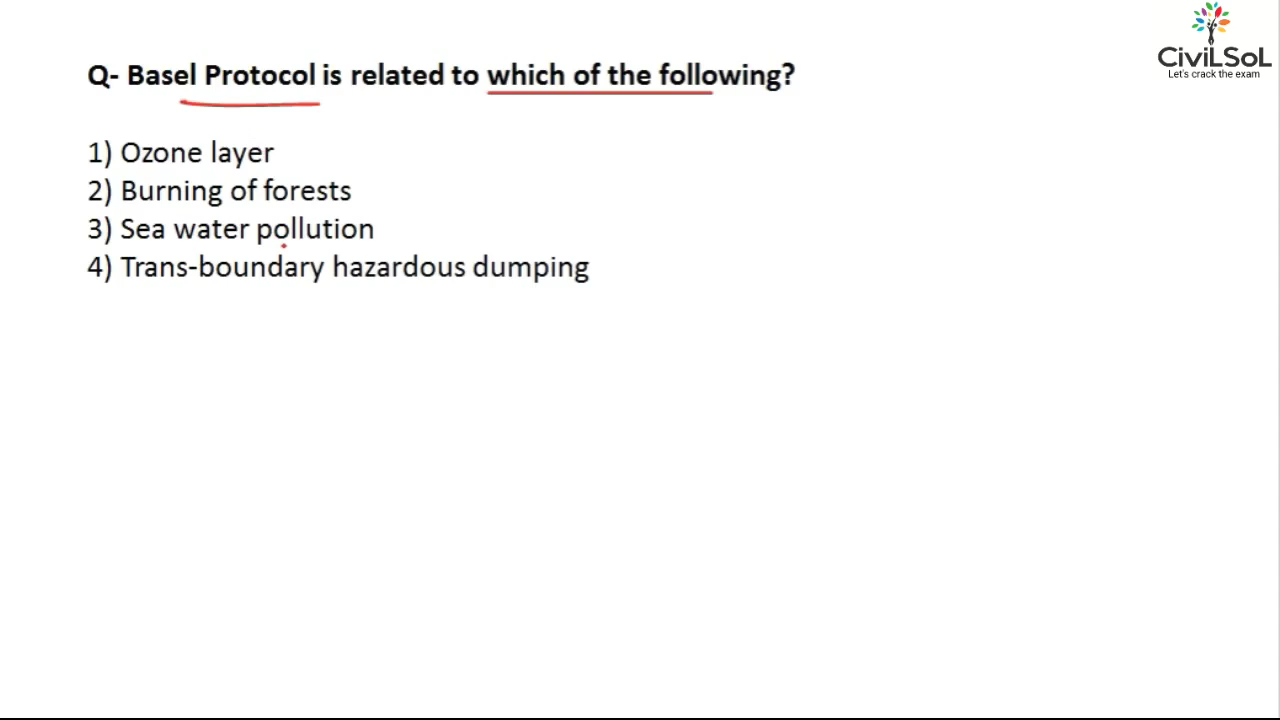 CivilSoL
Let's crack the exam
Q- Basel Protocol is related to which of the following?
1) Ozone layer
2) Burning of forests
3) Sea water pollution
4) Trans-boundary hazardous dumping